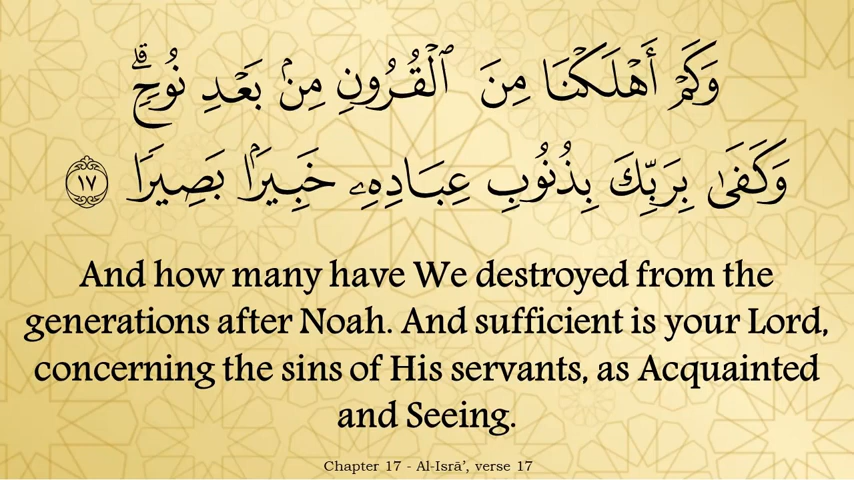 وَكَمۡ أَهۡلَكۡنَا مِنَ ٱلۡقُرُونِ مِنۢ بَعۡدِ نُوحٖۗ
وَكَفَىٰ بِرَبِّكَ بِذُنُوبِ عِبَادِهِۦ خَبِيرَۢا بَصِيرٗا ١٧
And how many have We destroyed from the
generations after Noah. And sufficient is your Lord,
concerning the sins of His servants, as Acquainted
and Seeing.
Chapter 17 - Al-Isrā’, verse 17